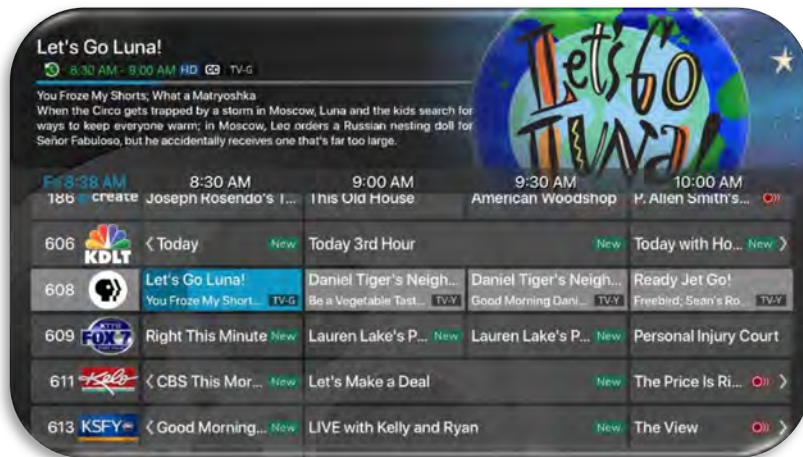 Let's Go Luna!
8:30 AM - 9:00 AM HD CC TV-G
You Froze My Shorts; What a Matryoshka
When the Circo gets trapped by a storm in Moscow, Luna and the kids search for
ways to keep everyone warm; in Moscow, Leo orders a Russian nesting doll for
Señor Fabuloso, but he accidentally receives one that's far too large.
Let's GO LUNA!
Fri 8:38 AM 8:30 AM 9:00 AM 9:30 AM 10:00 AM
186 create Joseph Rosendo's T... This Old House American Woodshop P. Allen Smith's...
606 KDLT Today New Today 3rd Hour New Today with Ho... New
608 Let's Go Luna! Daniel Tiger's Neigh... Daniel Tiger's Neigh... Ready Jet Go!
You Froze My Short... TV-G Be a Vegetable Tast... TV-Y Good Morning Dani... TV-Y Freebird; Sean's Ro... TV-Y
609 KTTW FOX 7 Right This Minute New Lauren Lake's P... New Lauren Lake's P... New Personal Injury Court
611 Kelo CBS This Mor... New Let's Make a Deal New The Price Is Ri...
613 KSFY Good Morning... New LIVE with Kelly and Ryan New The View